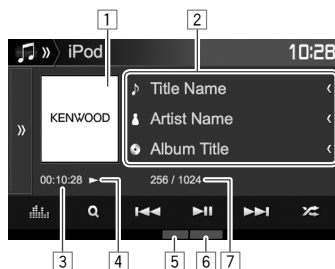 1 2
iPod 10:28
Title Name
KENWOOD
Artist Name
Album Title
00:10:28 256 / 1024
3 4 5 6 7